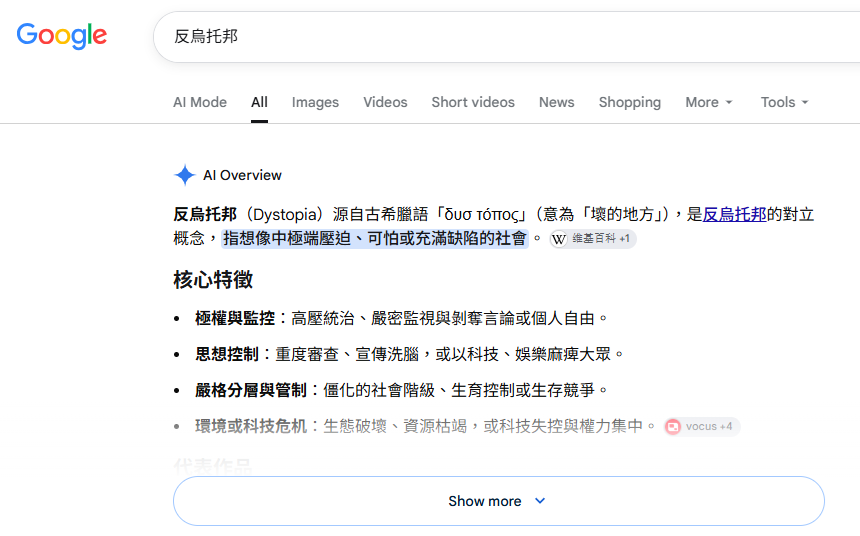 Google
反烏托邦
AI Mode All Images Videos Short videos News Shopping More Tools
AI Overview
反烏托邦（Dystopia）源自古希臘語「δυσ τόπος」（意為「壞的地方」），是反烏托邦的對立
概念，指想像中極端壓迫、可怕或充滿缺陷的社會。 W 维基百科 +1
核心特徵
• 極權與監控：高壓統治、嚴密監視與剝奪言論或個人自由。
• 思想控制：重度審查、宣傳洗腦，或以科技、娛樂麻痺大眾。
• 嚴格分層與管制：僵化的社會階級、生育控制或生存競爭。
• 環境或科技危机：生態破壞、資源枯竭，或科技失控與權力集中。 vocus +4
代表作品
Show more